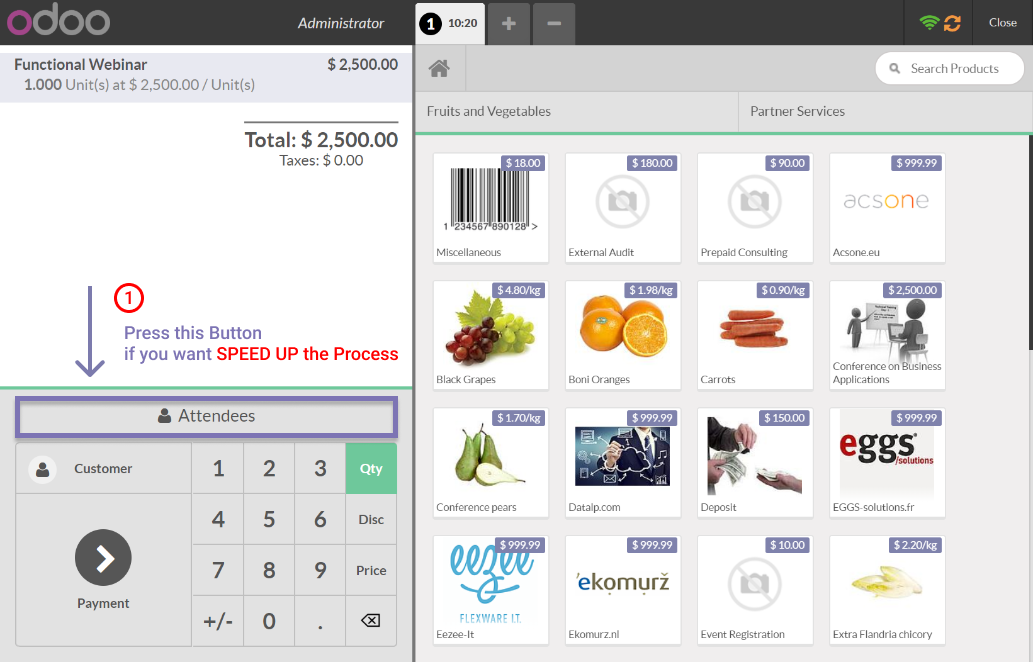 odoo
Administrator
1 10:20
Close
Functional Webinar $ 2,500.00
1.000 Unit(s) at $ 2,500.00 / Unit(s)
Total: $ 2,500.00
Taxes: $ 0.00
1
Press this Button
if you want SPEED UP the Process
Attendees
Customer
1 2 3 Qty
4 5 6 Disc
7 8 9 Price
+/- 0 .
Payment
Search Products
Fruits and Vegetables
Partner Services
$ 18.00
1 234567 890128 >
Miscellaneous
$ 180.00
External Audit
$ 90.00
Prepaid Consulting
$ 999.99
acsone
Acsone.eu
$ 4.80/kg
Black Grapes
$ 1.98/kg
Boni Oranges
$ 0.90/kg
Carrots
$ 2,500.00
Conference on Business
Applications
$ 1.70/kg
Conference pears
$ 999.99
Datalp.com
$ 150.00
Deposit
$ 999.99
eggs
/solutions
EGGS-solutions.fr
$ 999.99
eezee
FLEXWARE I.T.
Eezee-It
$ 999.99
'ekomurž
Ekomurz.nl
$ 10.00
Event Registration
$ 2.20/kg
Extra Flandria chicory